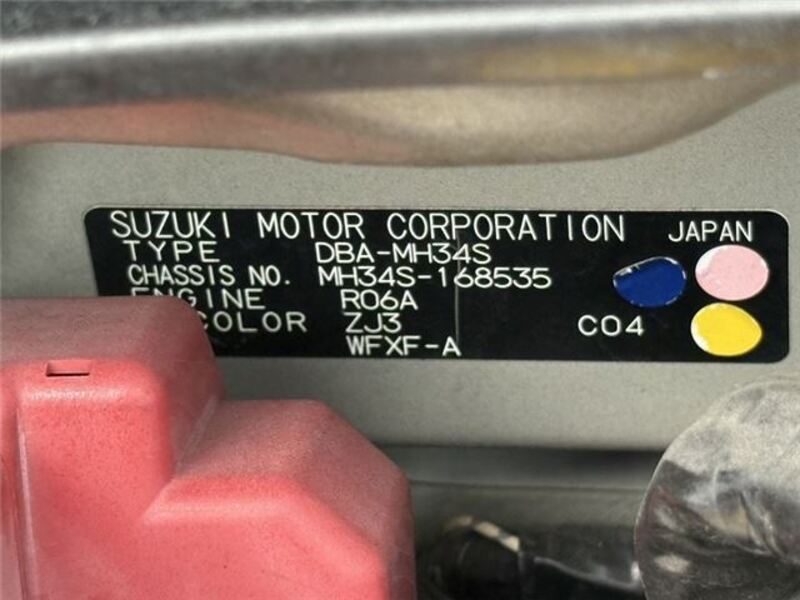 SUZUKI MOTOR CORPORATION JAPAN
TYPE DBA-MH34S
CHASSIS NO. MH34S-168535
ENGINE R06A
COLOR ZJ3 C04
WFXF-A